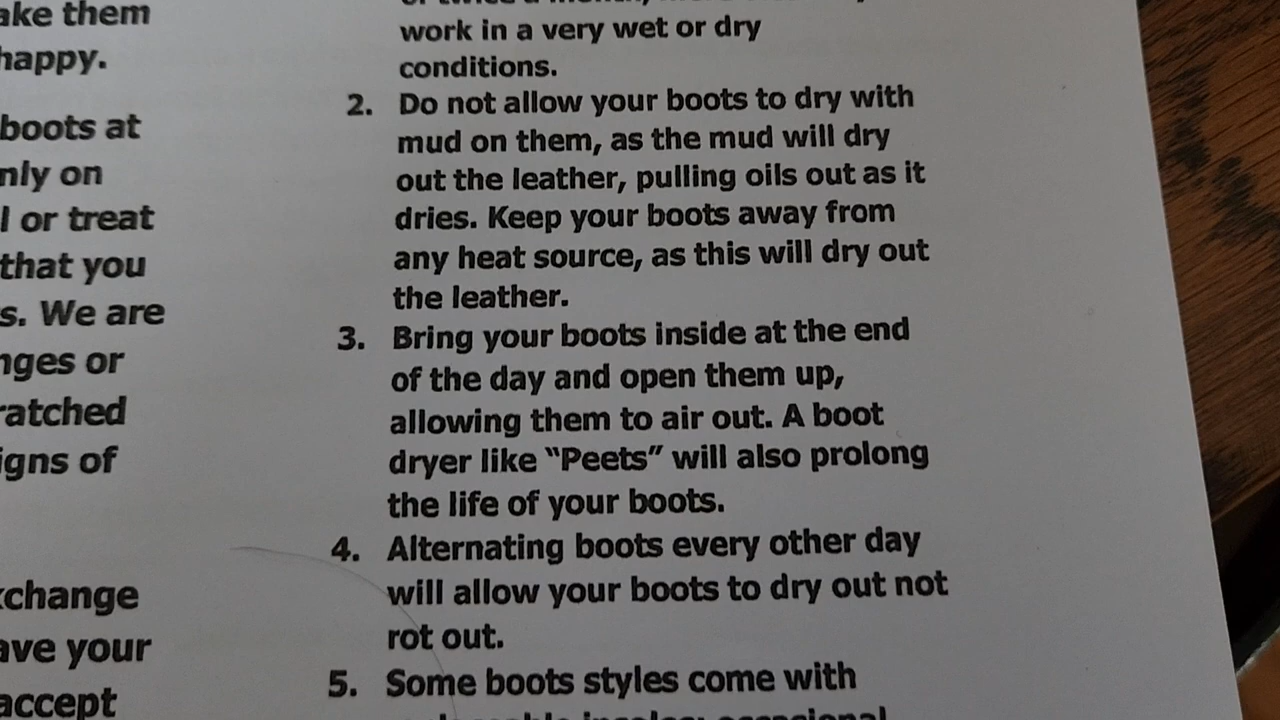 ake them
happy.
boots at
nly on
l or treat
that you
s. We are
nges or
ratched
igns of
change
ave your
accept
work in a very wet or dry
conditions.
2. Do not allow your boots to dry with
mud on them, as the mud will dry
out the leather, pulling oils out as it
dries. Keep your boots away from
any heat source, as this will dry out
the leather.
3. Bring your boots inside at the end
of the day and open them up,
allowing them to air out. A boot
dryer like “Peets” will also prolong
the life of your boots.
4. Alternating boots every other day
will allow your boots to dry out not
rot out.
5. Some boots styles come with